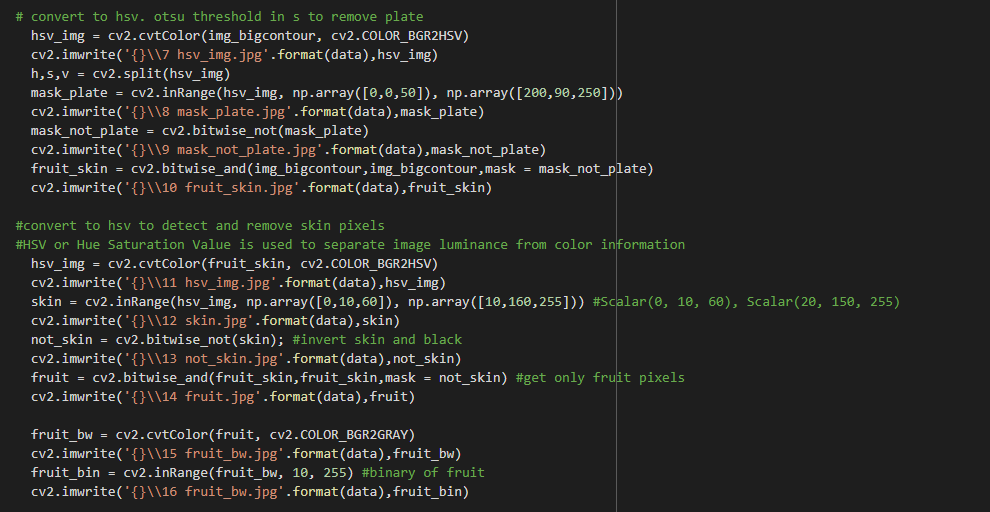 # convert to hsv. otsu threshold in s to remove plate
hsv_img = cv2.cvtColor(img_bigcontour, cv2.COLOR_BGR2HSV)
cv2.imwrite('{}\\7 hsv_img.jpg'.format(data),hsv_img)
h,s,v = cv2.split(hsv_img)
mask_plate = cv2.inRange(hsv_img, np.array([0,0,50]), np.array([200,90,250]))
cv2.imwrite('{}\\8 mask_plate.jpg'.format(data),mask_plate)
mask_not_plate = cv2.bitwise_not(mask_plate)
cv2.imwrite('{}\\9 mask_not_plate.jpg'.format(data),mask_not_plate)
fruit_skin = cv2.bitwise_and(img_bigcontour,img_bigcontour,mask = mask_not_plate)
cv2.imwrite('{}\\10 fruit_skin.jpg'.format(data),fruit_skin)

#convert to hsv to detect and remove skin pixels
#HSV or Hue Saturation Value is used to separate image luminance from color information
hsv_img = cv2.cvtColor(fruit_skin, cv2.COLOR_BGR2HSV)
cv2.imwrite('{}\\11 hsv_img.jpg'.format(data),hsv_img)
skin = cv2.inRange(hsv_img, np.array([0,10,60]), np.array([10,160,255])) #Scalar(0, 10, 60), Scalar(20, 150, 255)
cv2.imwrite('{}\\12 skin.jpg'.format(data),skin)
not_skin = cv2.bitwise_not(skin); #invert skin and black
cv2.imwrite('{}\\13 not_skin.jpg'.format(data),not_skin)
fruit = cv2.bitwise_and(fruit_skin,fruit_skin,mask = not_skin) #get only fruit pixels
cv2.imwrite('{}\\14 fruit.jpg'.format(data),fruit)

fruit_bw = cv2.cvtColor(fruit, cv2.COLOR_BGR2GRAY)
cv2.imwrite('{}\\15 fruit_bw.jpg'.format(data),fruit_bw)
fruit_bin = cv2.inRange(fruit_bw, 10, 255) #binary of fruit
cv2.imwrite('{}\\16 fruit_bw.jpg'.format(data),fruit_bin)